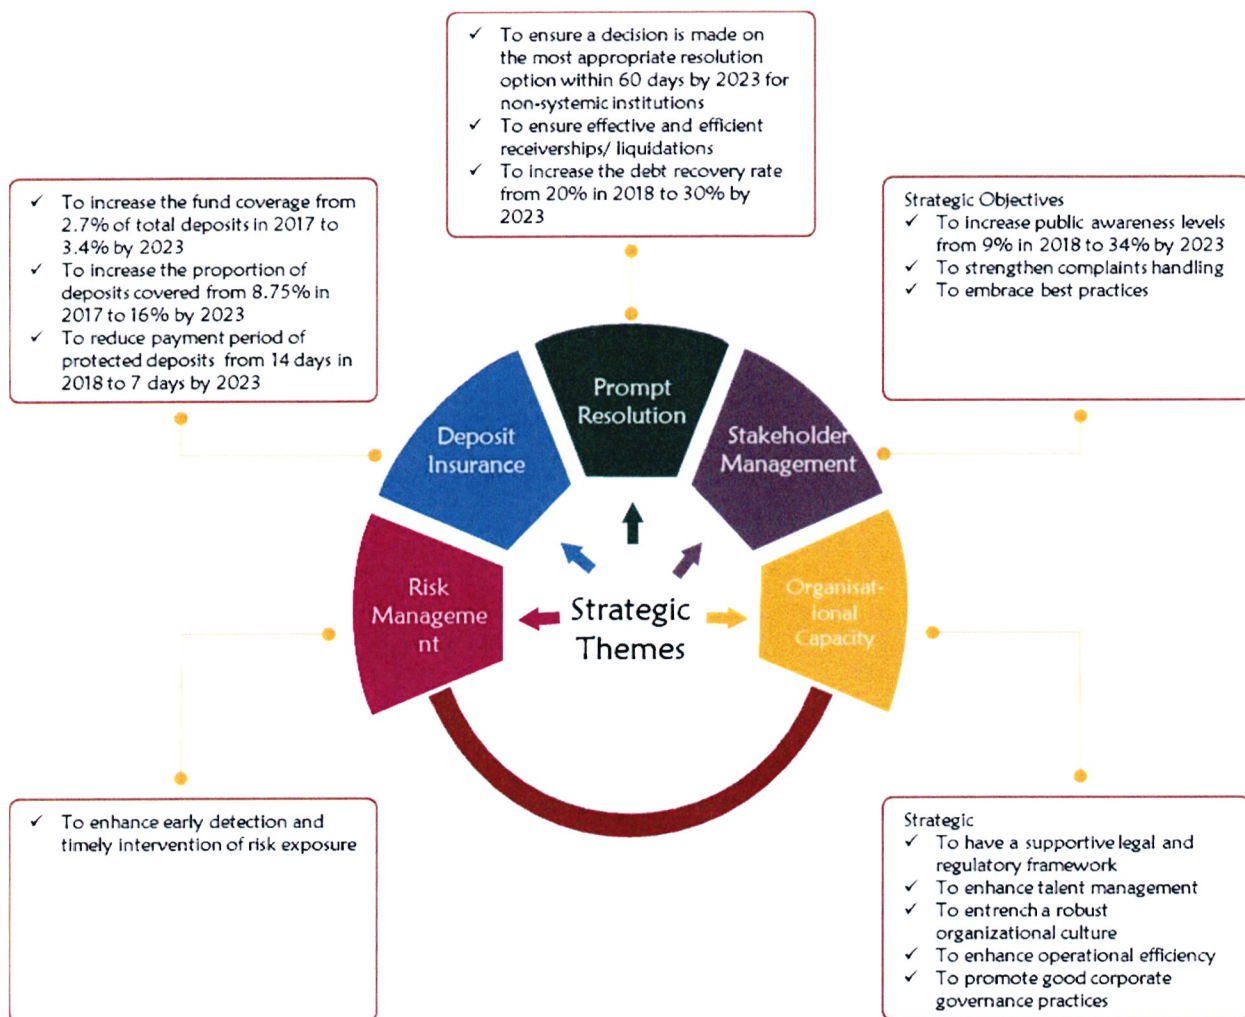 ✓ To ensure a decision is made on
the most appropriate resolution
option within 60 days by 2023 for
non-systemic institutions
✓ To ensure effective and efficient
receiverships/ liquidations
✓ To increase the debt recovery rate
from 20% in 2018 to 30% by
2023
✓ To increase the fund coverage from
2.7% of total deposits in 2017 to
3.4% by 2023
✓ To increase the proportion of
deposits covered from 8.75% in
2017 to 16% by 2023
✓ To reduce payment period of
protected deposits from 14 days in
2018 to 7 days by 2023
Strategic Objectives
✓ To increase public awareness levels
from 9% in 2018 to 34% by 2023
✓ To strengthen complaints handling
✓ To embrace best practices
Prompt
Resolution
Deposit
Insurance
Stakeholder
Management
Risk
Manageme
nt
Strategic
Themes
Organisat-
ional
Capacity
✓ To enhance early detection and
timely intervention of risk exposure
Strategic
✓ To have a supportive legal and
regulatory framework
✓ To enhance talent management
✓ To entrench a robust
organizational culture
✓ To enhance operational efficiency
✓ To promote good corporate
governance practices